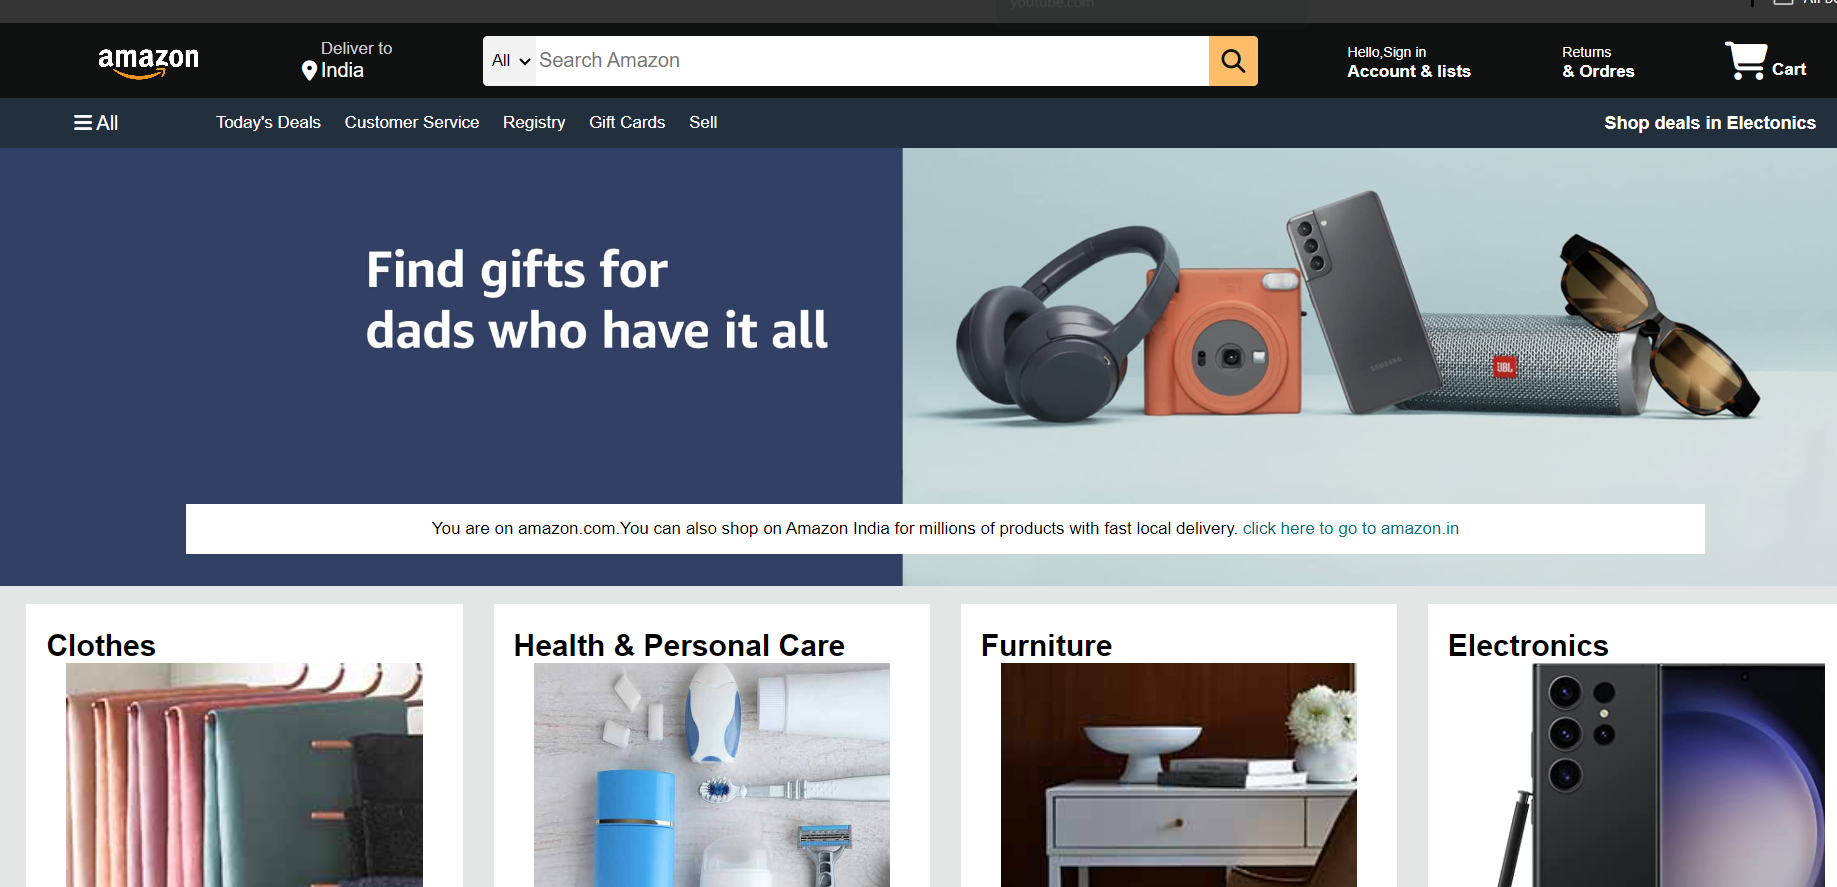 youtube.com
amazon
Deliver to
India
All
Search Amazon
Hello,Sign in
Account & lists
Returns
& Ordres
Cart
All
Today's Deals
Customer Service
Registry
Gift Cards
Sell
Shop deals in Electonics
Find gifts for
dads who have it all
SAMSUNG
JBL
You are on amazon.com.You can also shop on Amazon India for millions of products with fast local delivery. click here to go to amazon.in
Clothes
Health & Personal Care
Furniture
Electronics